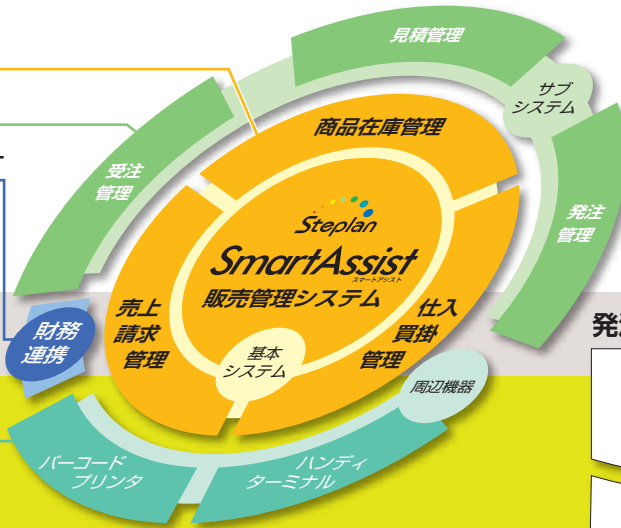 見積管理
サブ
システム
商品在庫管理
受注
管理
発注
管理
Steplan
SmartAssist
スマートアシスト
販売管理システム
売上
請求
管理
仕入
買掛
管理
財務
連携
基本
システム
周辺機器
バーコード
プリンタ
ハンディ
ターミナル